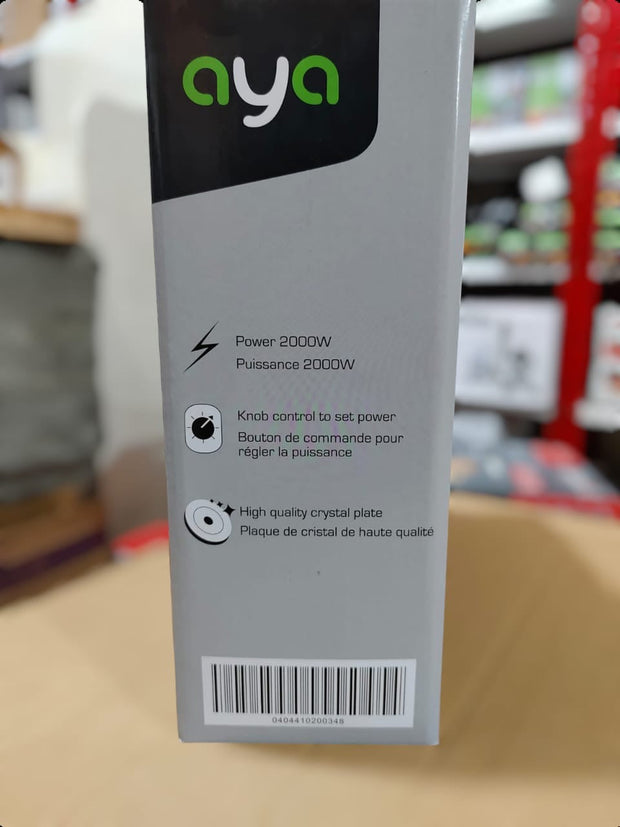 aya
Power 2000W
Puissance 2000W
Knob control to set power
Bouton de commande pour
régler la puissance
High quality crystal plate
Plaque de cristal de haute qualité
0404410200348